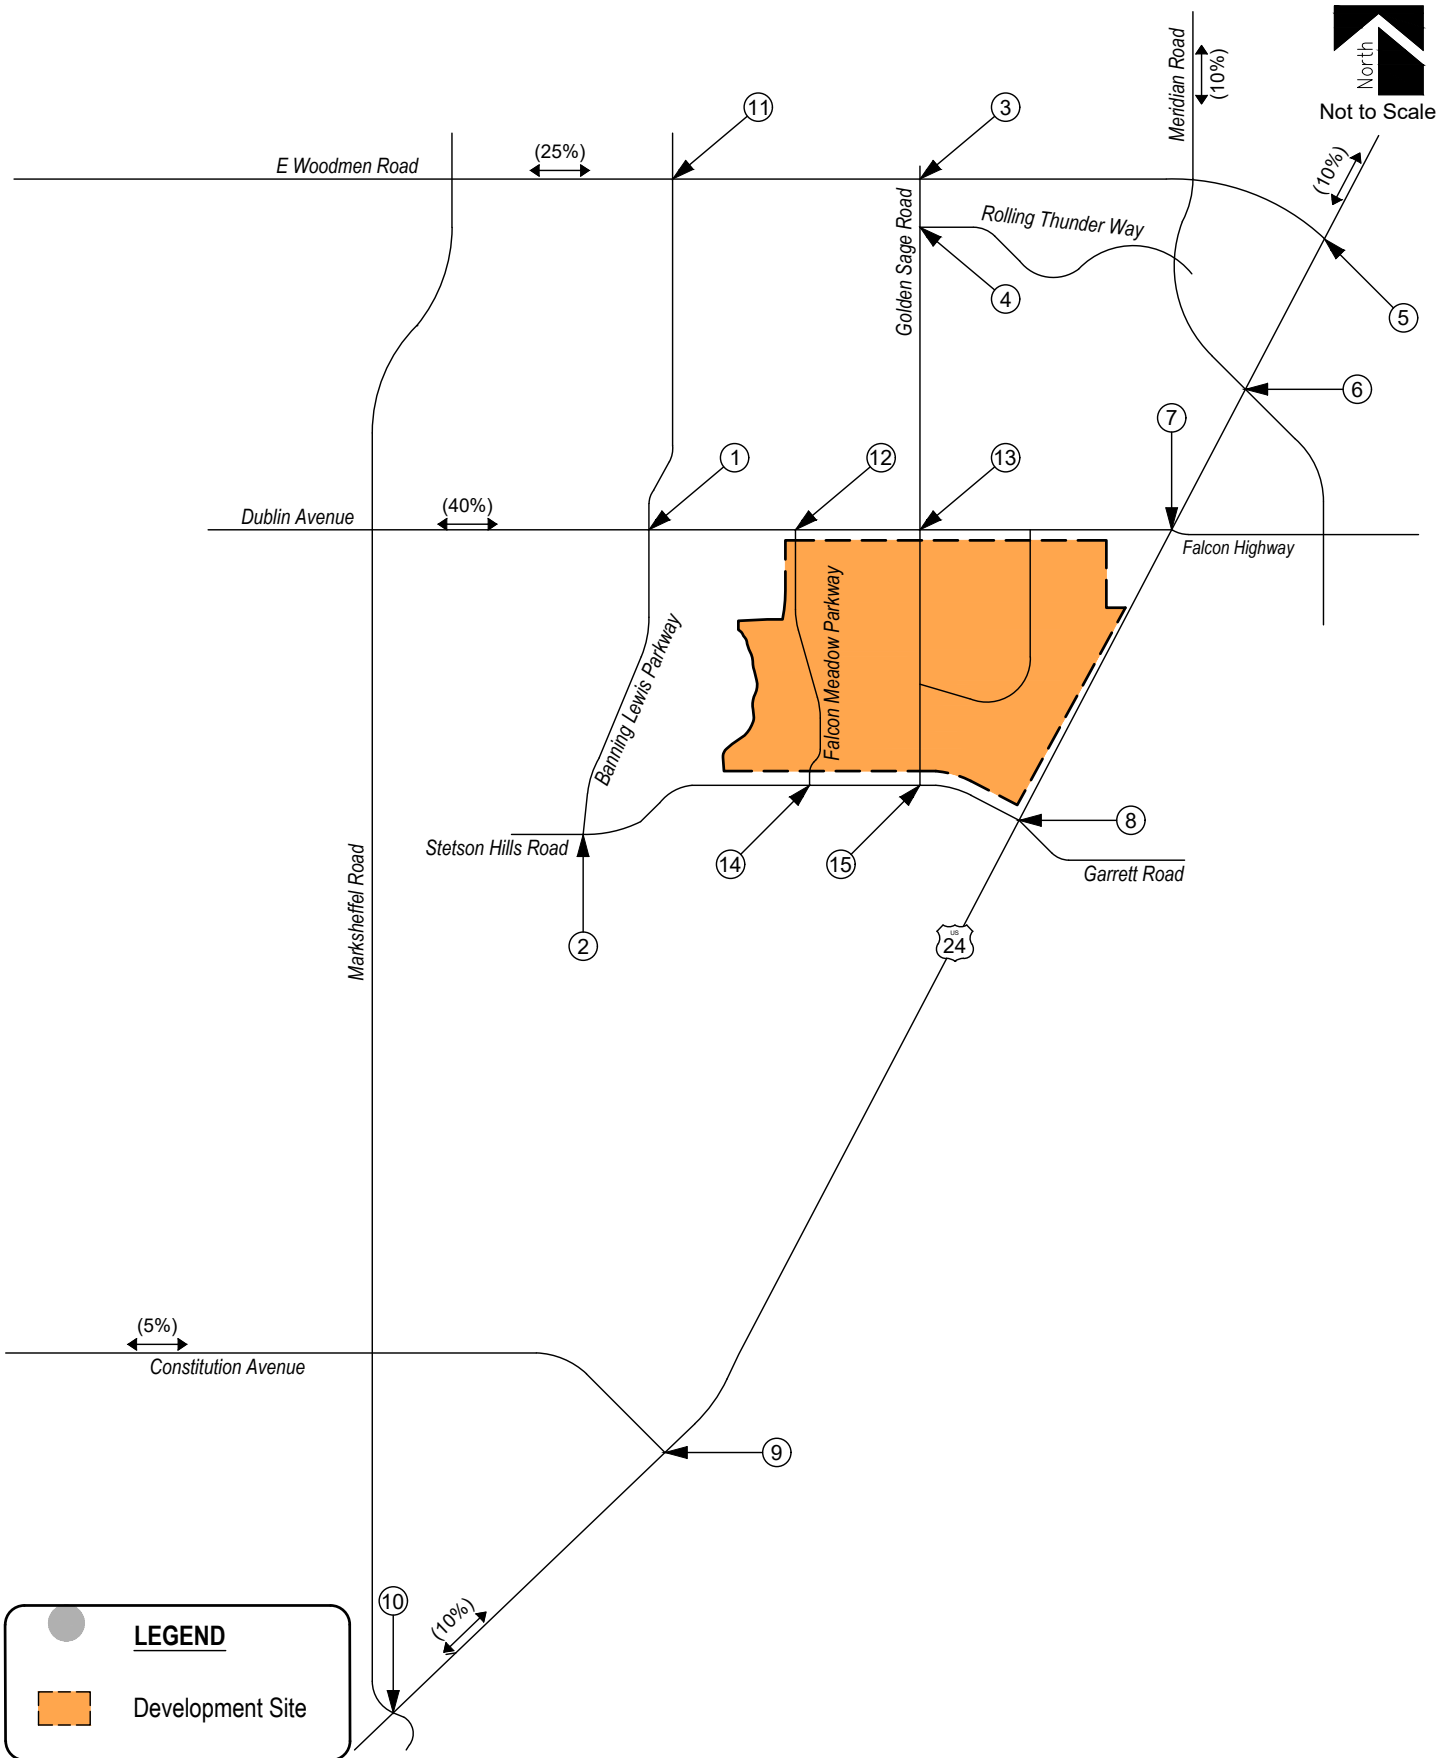 Meridian Road
(10%)
North
Not to Scale
11
3
E Woodmen Road
(25%)
(10%)
Golden Sage Road
Rolling Thunder Way
4
5
6
7
1
12
13
Dublin Avenue
(40%)
Falcon Highway
Banning Lewis Parkway
Falcon Meadow Parkway
Stetson Hills Road
14
15
8
Garrett Road
2
Marksheffel Road
US
24
(5%)
Constitution Avenue
9
10
(10%)
LEGEND
Development Site